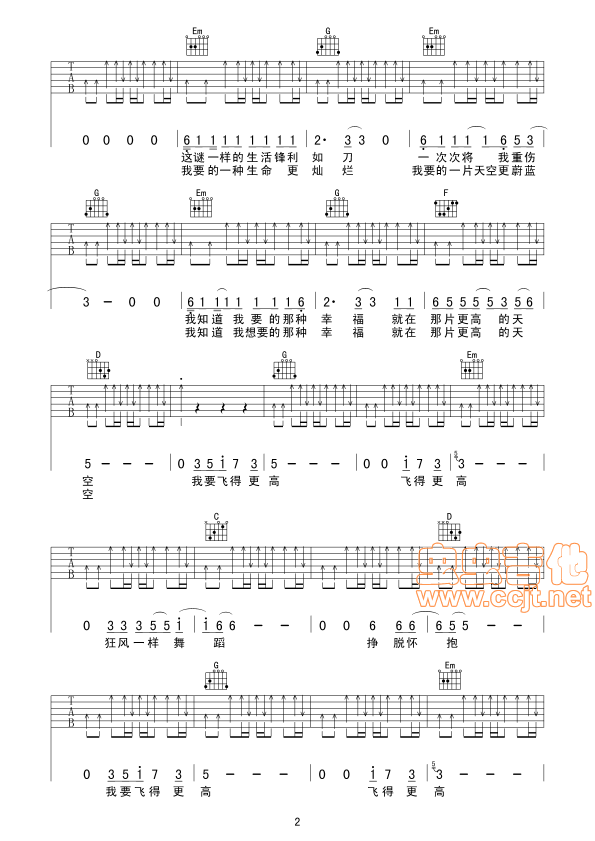 Em G Em
T A B
0 0 0 0 6 1 1 1 1 1 1 1 2· 3 3 0 6 1 1 1 1 6 5 3
这谜一样的生活锋利 如 刀 一 次次将 我重伤
我要的一种生命 更 灿 烂 我要的一片天空更蔚蓝
G Em G F
T A B
3 - 0 0 6 1 1 1 1 1 1 1 6 2· 3 3 1 1 6 5 5 5 5 3 5 6
我知道 我 要 的那种 幸 福 就在 那片更高 的天
我知道 我想要的那种 幸 福 就在 那片更高 的天
D G Em
T A B
5 - - - 0 3 5 1 7 3 5 - - - 0 0 1 7 3 3 - - -
空 我要飞得 更 高 飞得 更 高
空
C D
虫虫吉他
T A B
www.ccjt.net
0 3 3 3 5 5 1 1 6 6 - - 0 0 6 6 6 6 5 5 - -
狂风一样 舞 蹈 挣 脱怀 抱
G Em
T A B
0 3 5 1 7 3 5 - - - 0 0 1 7 3 3 - - -
我要飞得 更 高 飞得 更 高
2